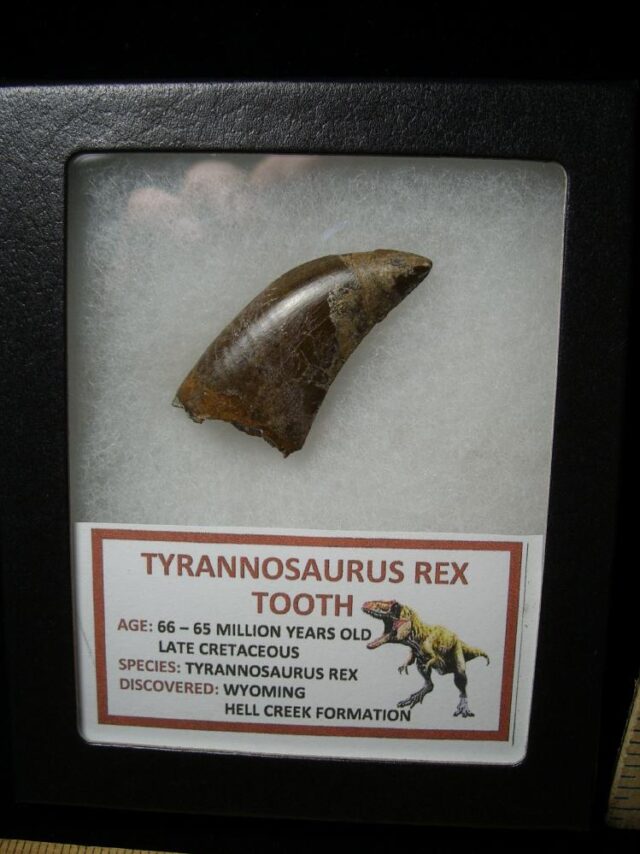 TYRANNOSAURUS REX
TOOTH
AGE: 66 – 65 MILLION YEARS OLD
LATE CRETACEOUS
SPECIES: TYRANNOSAURUS REX
DISCOVERED: WYOMING
HELL CREEK FORMATION